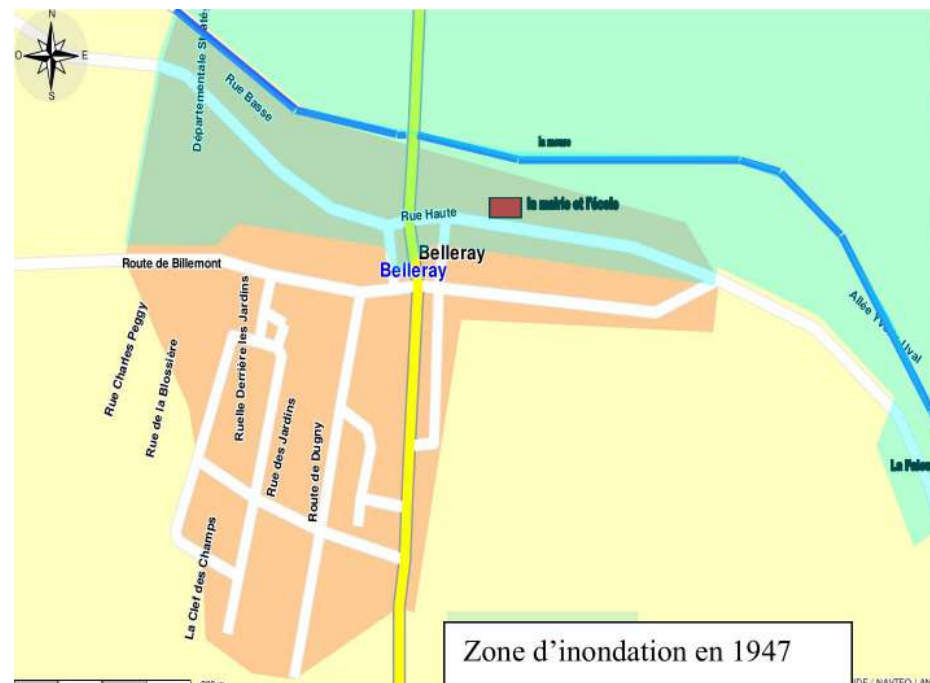 N
O
E
S
Départementale
Rue Basse
la meuse
Rue Haute
la mairie et l'école
Belleray
Belleray
Route de Billemont
Allée
Rue Charles Peggy
Rue de la Blossière
Ruelle Derrière les Jardins
Rue des Jardins
Route de Dugny
La Clef des Champs
Zone d'inondation en 1947